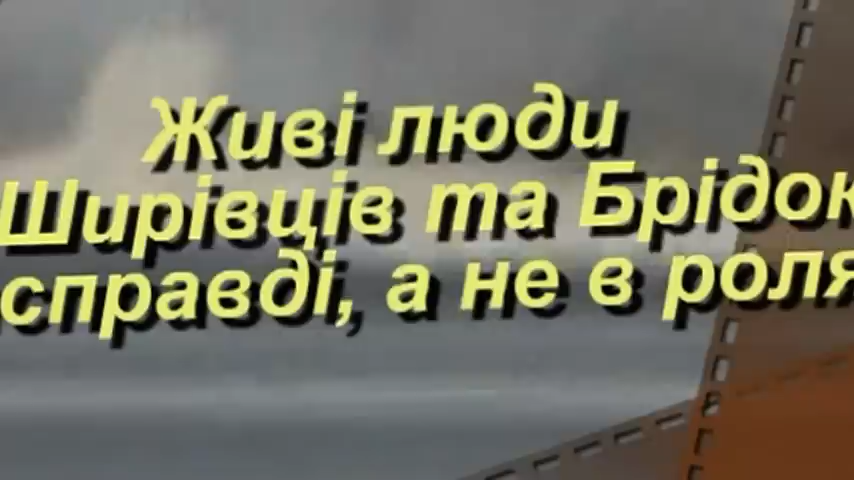 Живі люди
Ширівців та Брідок
справді, а не в роля